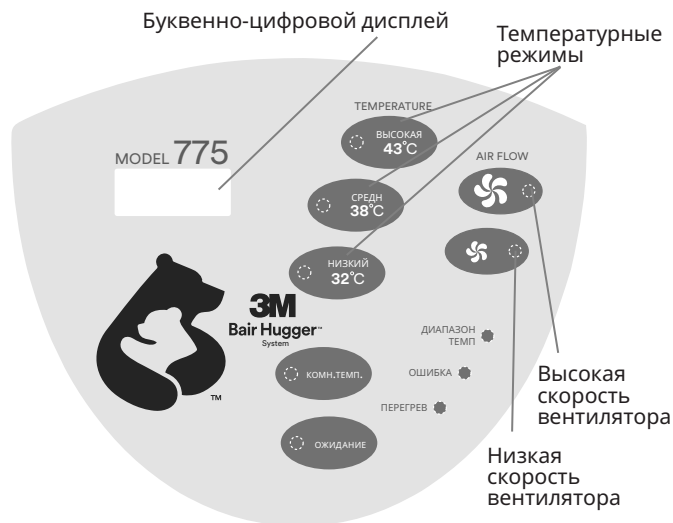 Буквенно-цифровой дисплей
Температурные
режимы
TEMPERATURE
ВЫСОКАЯ
43°C
MODEL 775
AIR FLOW
СРЕДН
38°C
НИЗКИЙ
32°C
3M
Bair Hugger™
System
ДИАПАЗОН
ТЕМП
ОШИБКА
КОМН.ТЕМП.
ПЕРЕГРЕВ
TM
ОЖИДАНИЕ
Высокая
скорость
вентилятора
Низкая
скорость
вентилятора